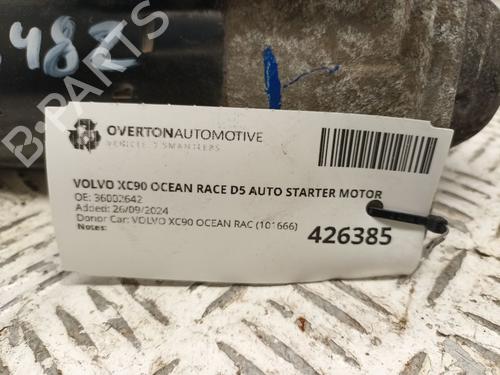 482
B-PARTS
OVERTONAUTOMOTIVE
VEHICLE DISMANTLERS
VOLVO XC90 OCEAN RACE D5 AUTO STARTER MOTOR
OE: 36002642
Added: 26/09/2024
Donor Car: VOLVO XC90 OCEAN RAC (101666)
Notes:
426385